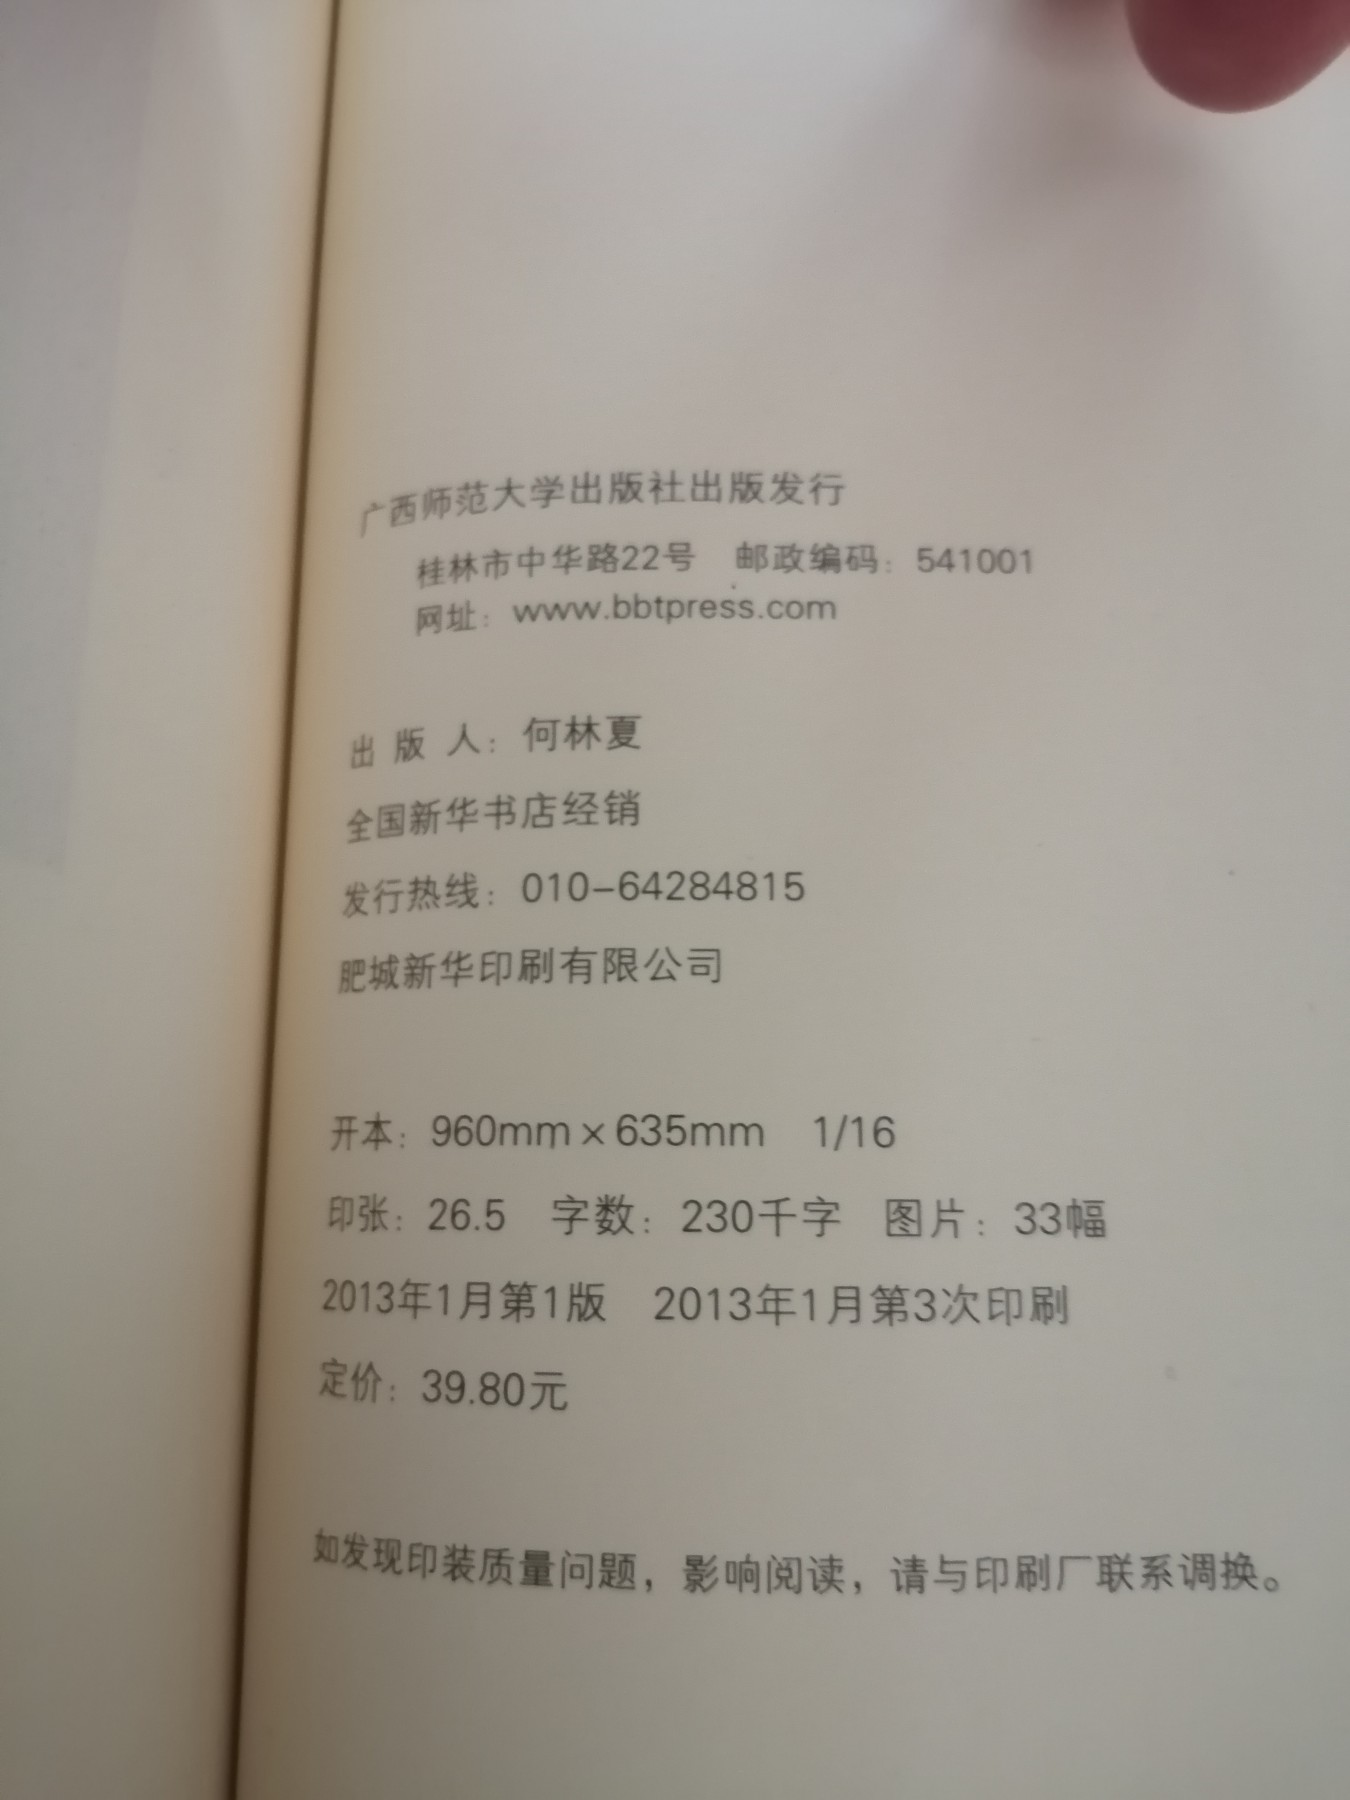 广西师范大学出版社出版发行
桂林市中华路22号 邮政编码：541001
网址：www.bbtpress.com
出 版 人：何林夏
全国新华书店经销
发行热线：010-64284815
肥城新华印刷有限公司
开本：960mm×635mm 1/16
印张：26.5 字数：230千字 图片：33幅
2013年1月第1版 2013年1月第3次印刷
定价：39.80元
如发现印装质量问题，影响阅读，请与印刷厂联系调换。